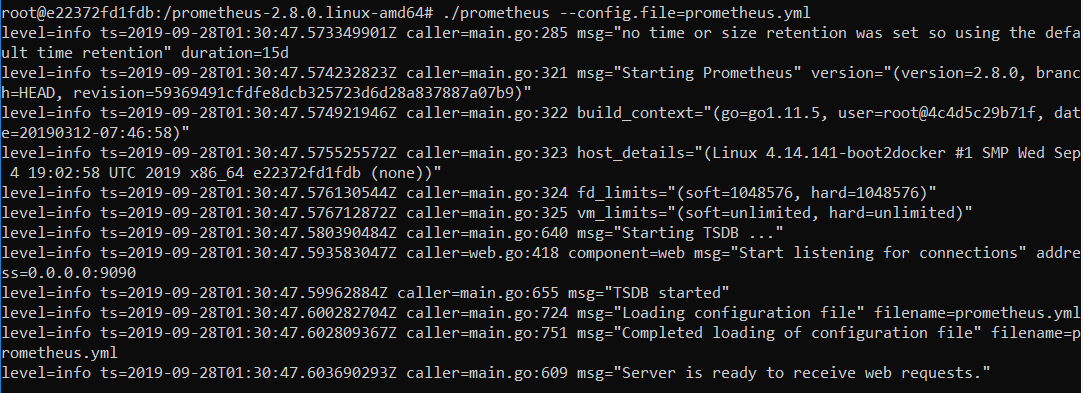 root@e22372fd1fdb:/prometheus-2.8.0.linux-amd64# ./prometheus --config.file=prometheus.yml
level=info ts=2019-09-28T01:30:47.573349901Z caller=main.go:285 msg="no time or size retention was set so using the defa
ult time retention" duration=15d
level=info ts=2019-09-28T01:30:47.574232823Z caller=main.go:321 msg="Starting Prometheus" version="(version=2.8.0, branc
h=HEAD, revision=59369491cfdfe8dcb325723d6d28a837887a07b9)"
level=info ts=2019-09-28T01:30:47.574921946Z caller=main.go:322 build_context="(go=go1.11.5, user=root@4c4d5c29b71f, dat
e=20190312-07:46:58)"
level=info ts=2019-09-28T01:30:47.575525572Z caller=main.go:323 host_details="(Linux 4.14.141-boot2docker #1 SMP Wed Sep
 4 19:02:58 UTC 2019 x86_64 e22372fd1fdb (none))"
level=info ts=2019-09-28T01:30:47.576130544Z caller=main.go:324 fd_limits="(soft=1048576, hard=1048576)"
level=info ts=2019-09-28T01:30:47.576712872Z caller=main.go:325 vm_limits="(soft=unlimited, hard=unlimited)"
level=info ts=2019-09-28T01:30:47.580390484Z caller=main.go:640 msg="Starting TSDB ..."
level=info ts=2019-09-28T01:30:47.593583047Z caller=web.go:418 component=web msg="Start listening for connections" addre
ss=0.0.0.0:9090
level=info ts=2019-09-28T01:30:47.59962884Z caller=main.go:655 msg="TSDB started"
level=info ts=2019-09-28T01:30:47.600282704Z caller=main.go:724 msg="Loading configuration file" filename=prometheus.yml
level=info ts=2019-09-28T01:30:47.602809367Z caller=main.go:751 msg="Completed loading of configuration file" filename=p
rometheus.yml
level=info ts=2019-09-28T01:30:47.603690293Z caller=main.go:609 msg="Server is ready to receive web requests."